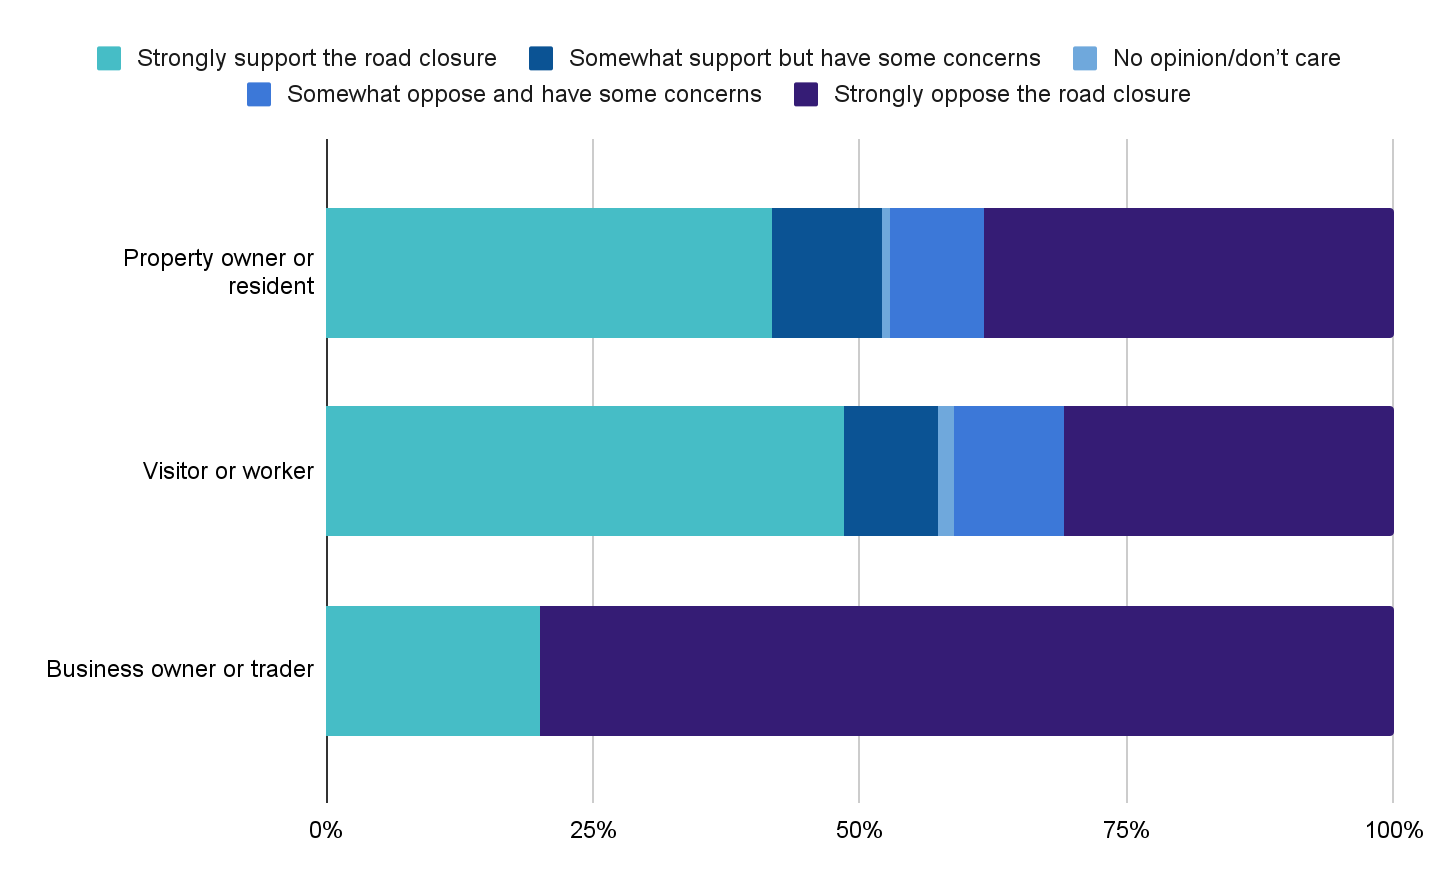 Strongly support the road closure Somewhat support but have some concerns No opinion/don’t care
Somewhat oppose and have some concerns Strongly oppose the road closure
Property owner or
resident
Visitor or worker
Business owner or trader
0% 25% 50% 75% 100%